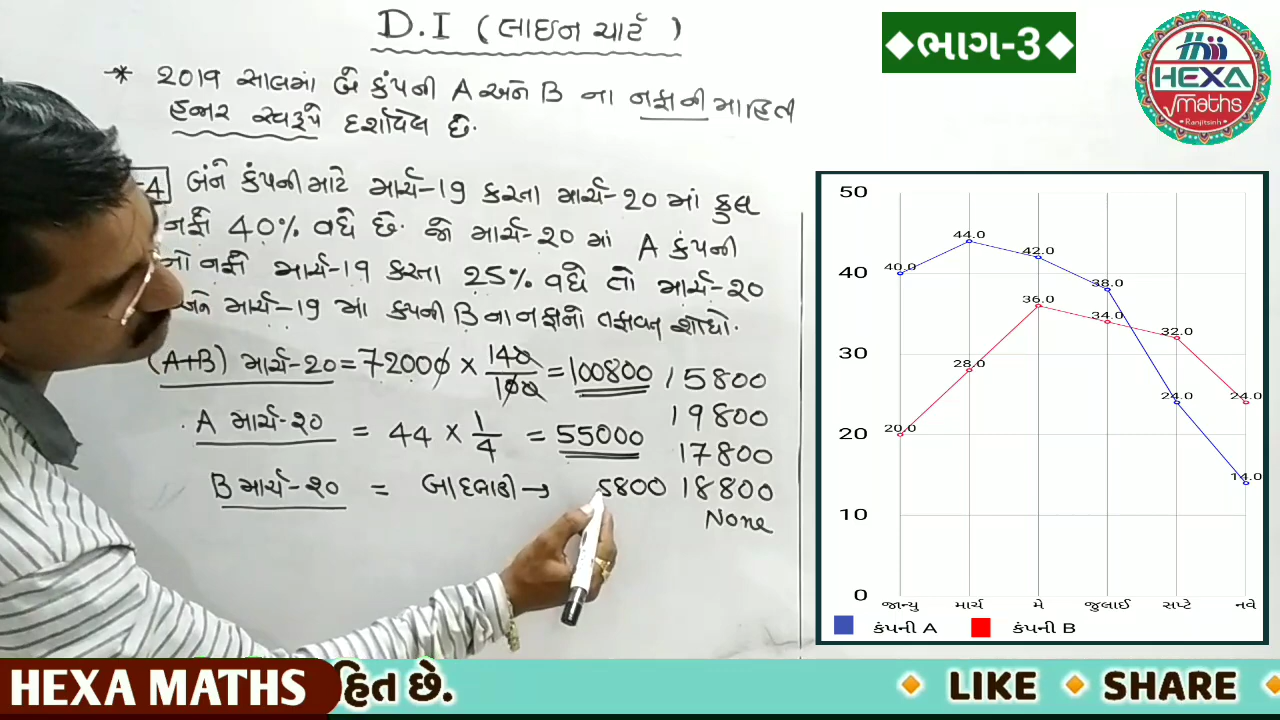 D.I (લાઇન ચાર્ટ)
* 2019 સાલમાં બે કંપની A અને B ના નફાની માહિતી
હજાર સ્વરૂપે દર્શાવેલ છે.
-4 બંને કંપની માટે માર્ચ-19 કરતા માર્ચ-20 માં કુલ
નફો 40% વધે છે. જો માર્ચ-20 માં A કંપની
નો નફો માર્ચ-19 કરતા 25% વધે તો માર્ચ-20
અને માર્ચ-19 માં કંપની B ના નફાનો તફાવત શોધો.
(A+B) માર્ચ-20 = 72000 × 140/100 = 100800
A માર્ચ-20 = 44 × 1/4 = 55000
B માર્ચ-20 = બાદબાકી → 5800
15800
19800
17800
18800
None
◆ભાગ-3◆
HEXA
√maths
Ranjitsinh
50
40
30
20
10
0
40.0
44.0
42.0
38.0
24.0
14.0
20.0
28.0
36.0
34.0
32.0
24.0
જાન્યુ માર્ચ મે જુલાઈ સપ્ટે નવે
કંપની A કંપની B
HEXA MATHS હિત છે. LIKE SHARE